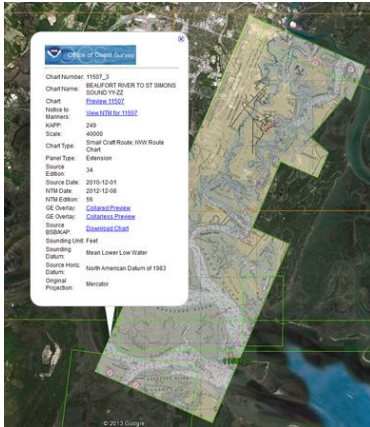 Office of Coast Survey
Chart Number: 11507_3
Chart Name: BEAUFORT RIVER TO ST SIMONS
SOUND YY-ZZ
Chart: Preview 11507
Notice to
Mariners: View NTM for 11507
KAPP: 249
Scale: 40000
Chart Type: Small Craft Route; IWW Route
Chart
Panel Type: Extension
Source
Edition: 34
Source Date: 2010-12-01
NTM Date: 2012-12-08
NTM Edition: 56
GE Overlay: Collared Preview
GE Overlay: Collarless Preview
Source
BSB/KAP: Download Chart
Sounding Unit: Feet
Sounding
Datum: Mean Lower Low Water
Source Horiz
Datum: North American Datum of 1983
Original
Projection: Mercator
© 2013 Google